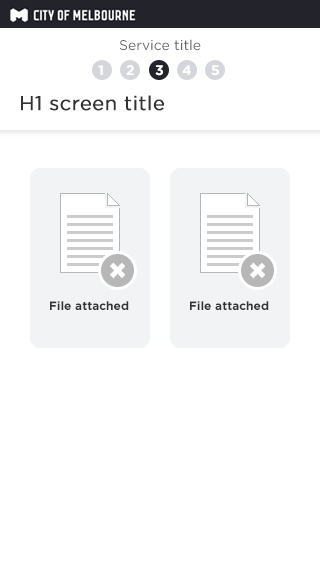 CITY OF MELBOURNE
Service title
1 2 3 4 5
H1 screen title
File attached File attached